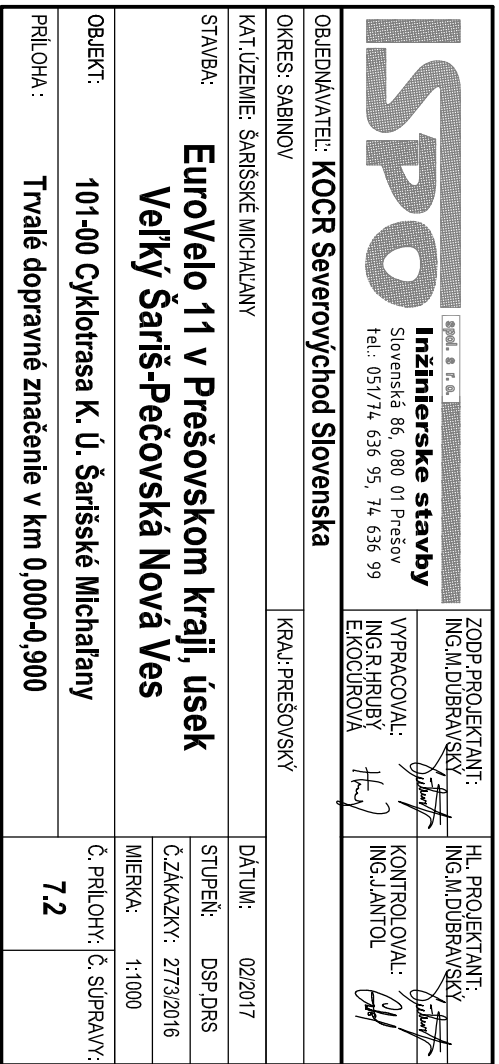 ISPO
spol. s r. o.
Inžinierske stavby
Slovenská 86, 080 01 Prešov
tel.: 051/74 636 95, 74 636 99
ZODP.PROJEKTANT:
ING.M.DÚBRAVSKÝ
HL. PROJEKTANT:
ING.M.DÚBRAVSKÝ
VYPRACOVAL:
ING.R.HRUBÝ
E.KOCÚROVÁ
KONTROLOVAL:
ING.J.ANTOL
OBJEDNÁVATEĽ: KOCR Severovýchod Slovenska
OKRES: SABINOV
KRAJ:PREŠOVSKÝ
KAT.ÚZEMIE: ŠARIŠSKÉ MICHAĽANY
STAVBA:
EuroVelo 11 v Prešovskom kraji, úsek
Veľký Šariš-Pečovská Nová Ves
DÁTUM: 02/2017
STUPEŇ: DSP,DRS
Č.ZÁKAZKY: 2773/2016
MIERKA: 1:1000
OBJEKT: 101-00 Cyklotrasa K. Ú. Šarišské Michaľany
PRÍLOHA : Trvalé dopravné značenie v km 0,000-0,900
Č. PRÍLOHY: Č. SÚPRAVY:
7.2